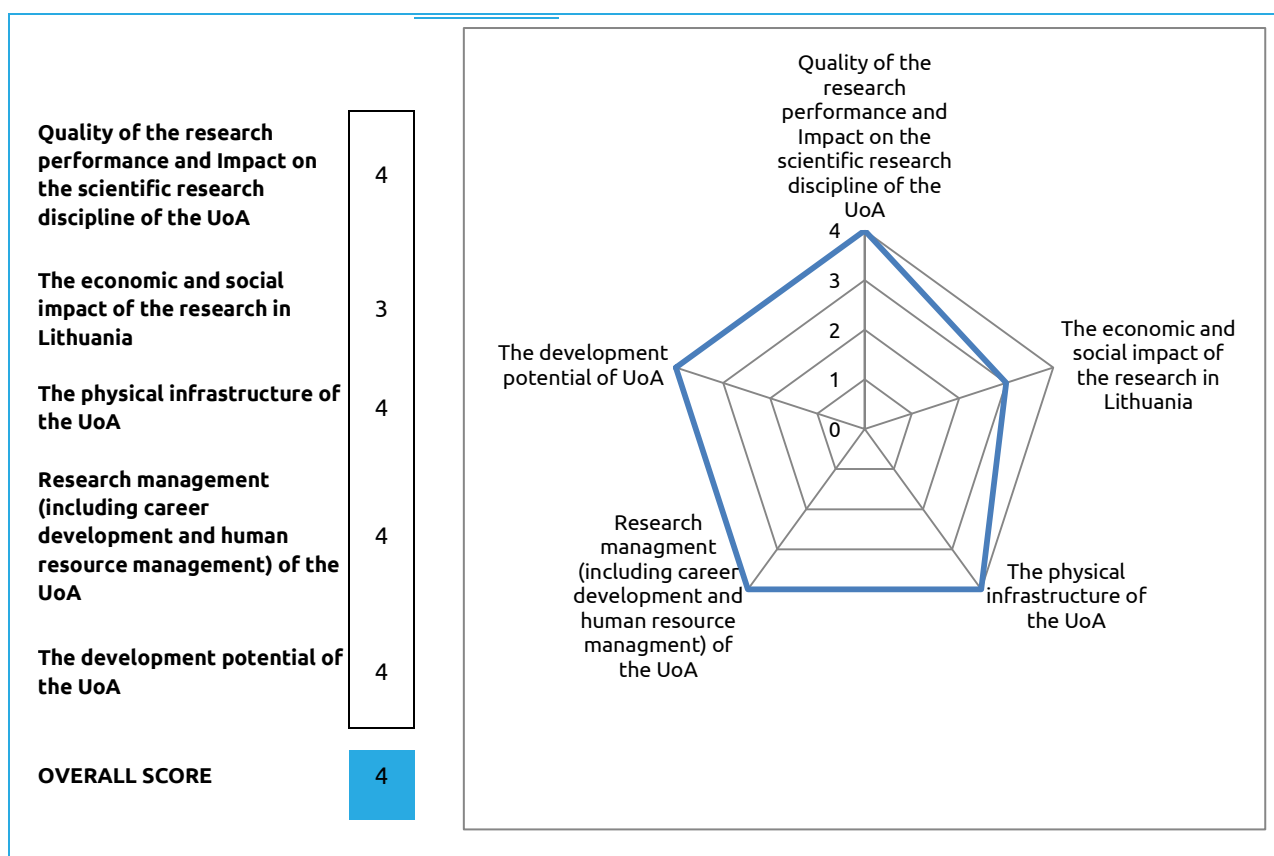 Quality of the research
performance and Impact on
the scientific research
discipline of the UoA
4
The economic and social
impact of the research in
Lithuania
3
The physical infrastructure of
the UoA
4
Research management
(including career
development and human
resource management) of the
UoA
4
The development potential of
the UoA
4
OVERALL SCORE
4
Quality of the
research
performance and
Impact on the
scientific research
discipline of the
UoA
4
3
2
1
0
The economic and
social impact of
the research in
Lithuania
The physical
infrastructure of
the UoA
Research
managment
(including career
development and
human resource
managment) of
the UoA
The development
potential of UoA